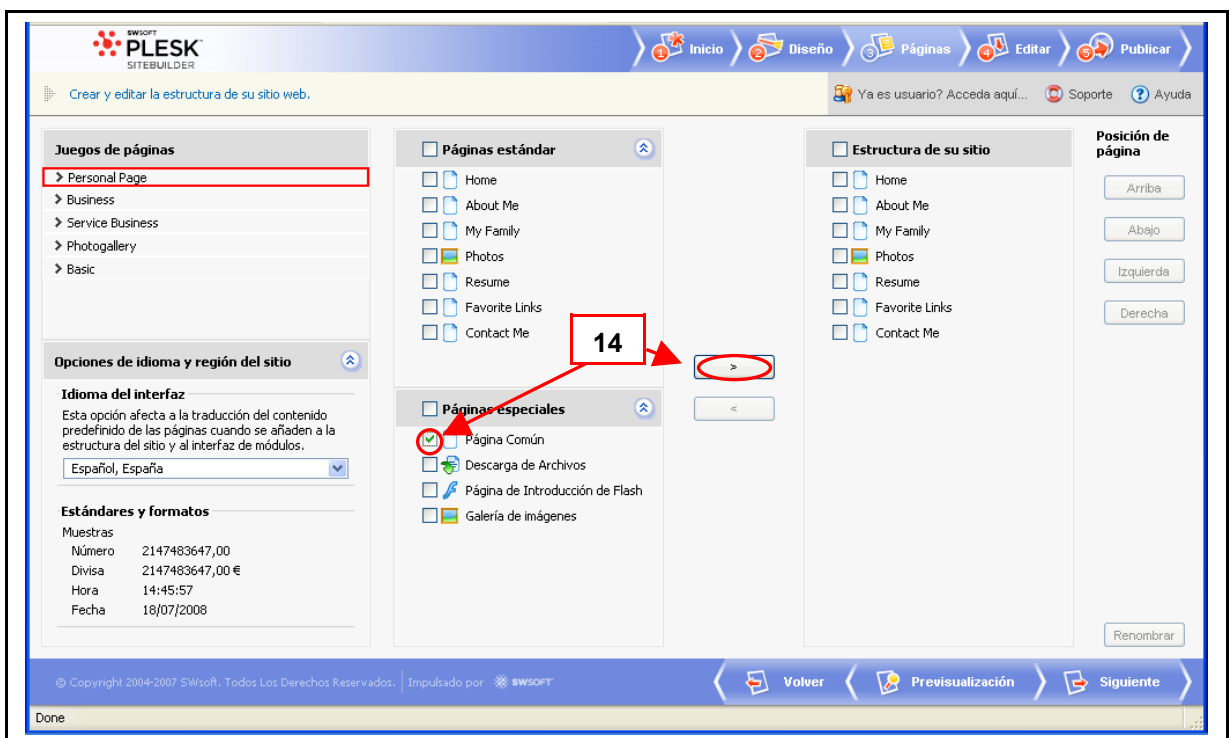 SWSOFT
PLESK
SITEBUILDER
1 Inicio
2 Diseño
3 Páginas
4 Editar
5 Publicar
Crear y editar la estructura de su sitio web.
Ya es usuario? Acceda aquí...
Soporte
Ayuda
Juegos de páginas
Personal Page
Business
Service Business
Photogallery
Basic
Opciones de idioma y región del sitio
Idioma del interfaz
Esta opción afecta a la traducción del contenido
predefinido de las páginas cuando se añaden a la
estructura del sitio y al interfaz de módulos.
Español, España
Estándares y formatos
Muestras
Número 2147483647,00
Divisa 2147483647,00 €
Hora 14:45:57
Fecha 18/07/2008
Páginas estándar
Home
About Me
My Family
Photos
Resume
Favorite Links
Contact Me
14
Páginas especiales
Página Común
Descarga de Archivos
Página de Introducción de Flash
Galería de imágenes
>
<
Estructura de su sitio
Home
About Me
My Family
Photos
Resume
Favorite Links
Contact Me
Posición de
página
Arriba
Abajo
Izquierda
Derecha
Renombrar
© Copyright 2004-2007 SWsoft. Todos Los Derechos Reservados. | Impulsado por SWSOFT
Volver
Previsualización
Siguiente
Done